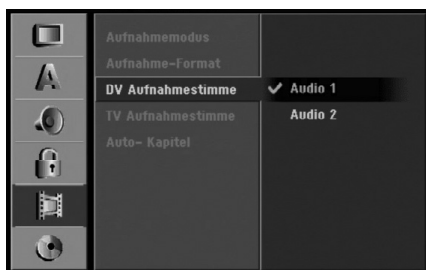 Aufnahmemodus
Aufnahme-Format
DV Aufnahmestimme
✔ Audio 1
Audio 2
TV Aufnahmestimme
Auto- Kapitel